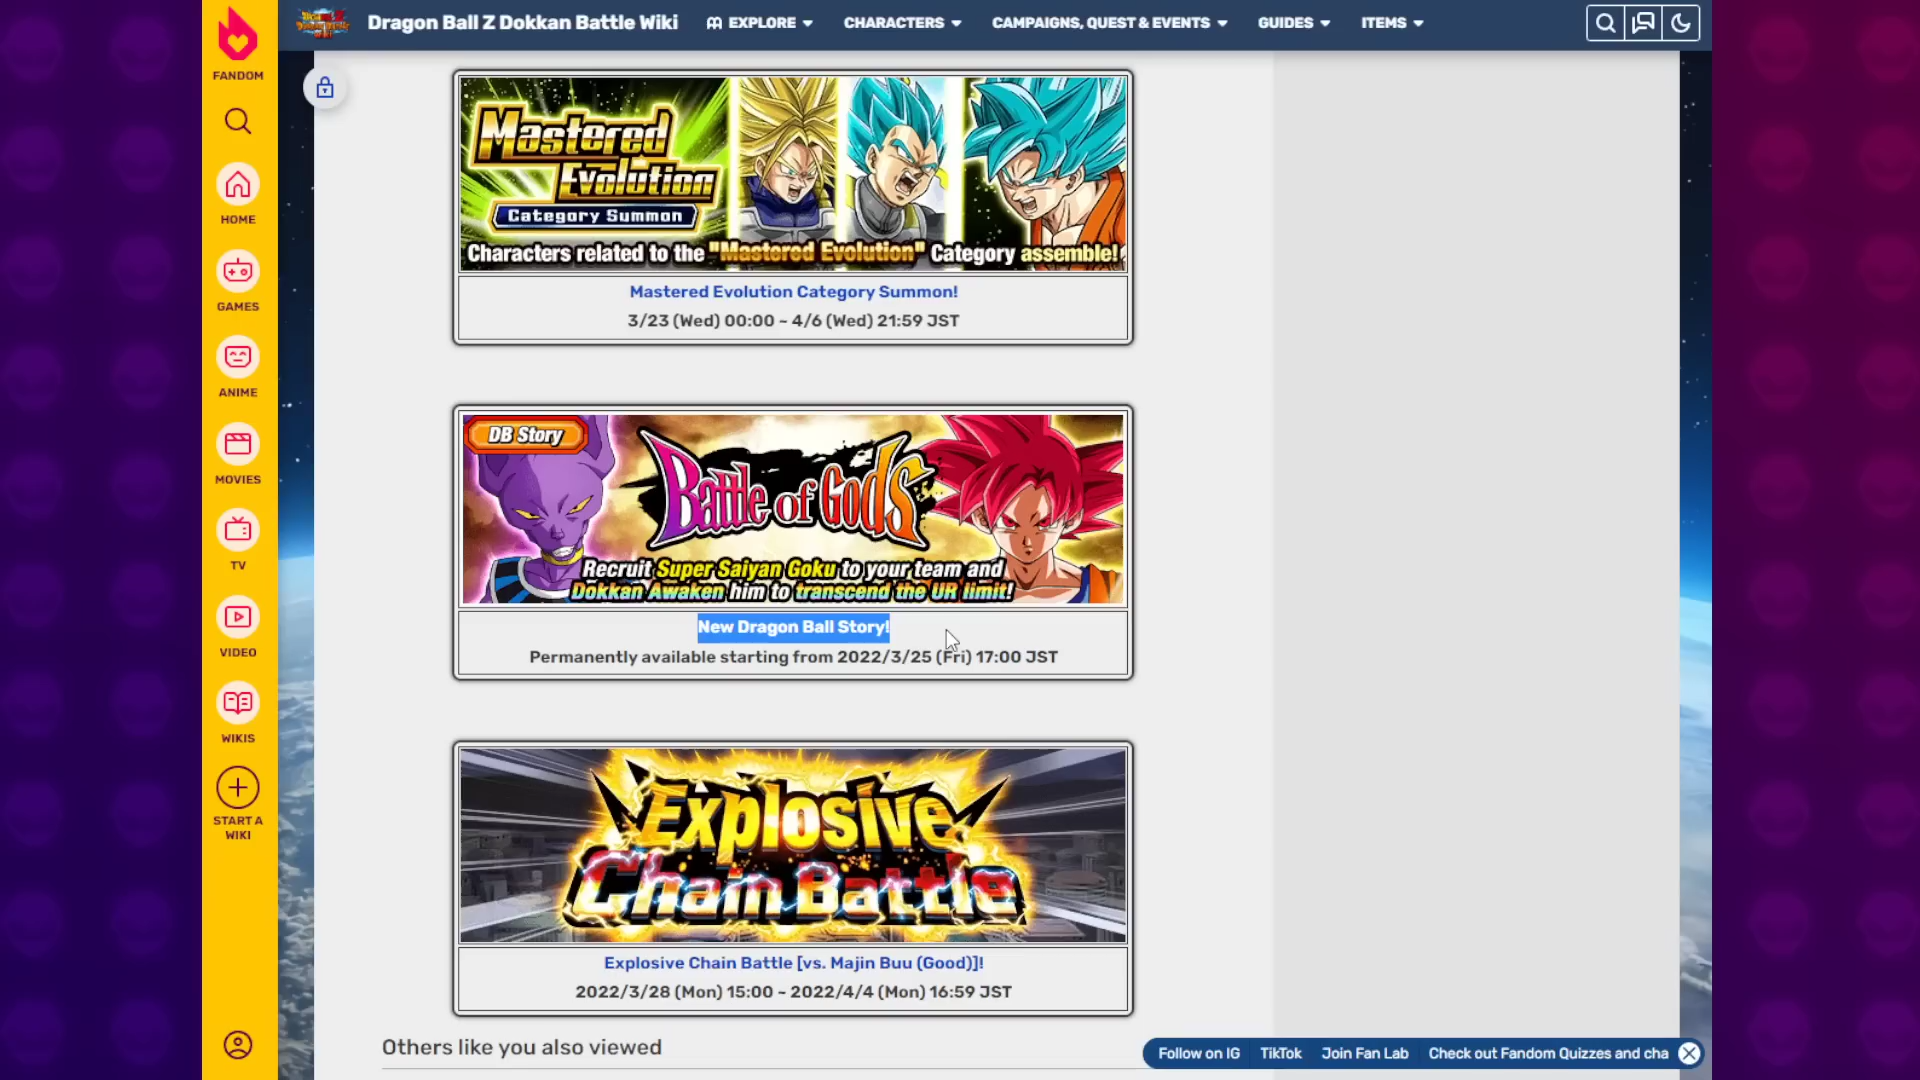 Dragon Ball Z Dokkan Battle Wiki
EXPLORE
CHARACTERS
CAMPAIGNS, QUEST & EVENTS
GUIDES
ITEMS
FANDOM
HOME
GAMES
ANIME
MOVIES
TV
VIDEO
WIKIS
START A
WIKI
Mastered
Evolution
Category Summon
Characters related to the "Mastered Evolution" Category assemble!
Mastered Evolution Category Summon!
3/23 (Wed) 00:00 ~ 4/6 (Wed) 21:59 JST
DB Story
Battle of Gods
Recruit Super Saiyan Goku to your team and
Dokkan Awaken him to transcend the UR limit!
New Dragon Ball Story!
Permanently available starting from 2022/3/25 (Fri) 17:00 JST
Explosive
Chain Battle
Explosive Chain Battle [vs. Majin Buu (Good)]!
2022/3/28 (Mon) 15:00 ~ 2022/4/4 (Mon) 16:59 JST
Others like you also viewed
Follow on IG
TikTok
Join Fan Lab
Check out Fandom Quizzes and cha